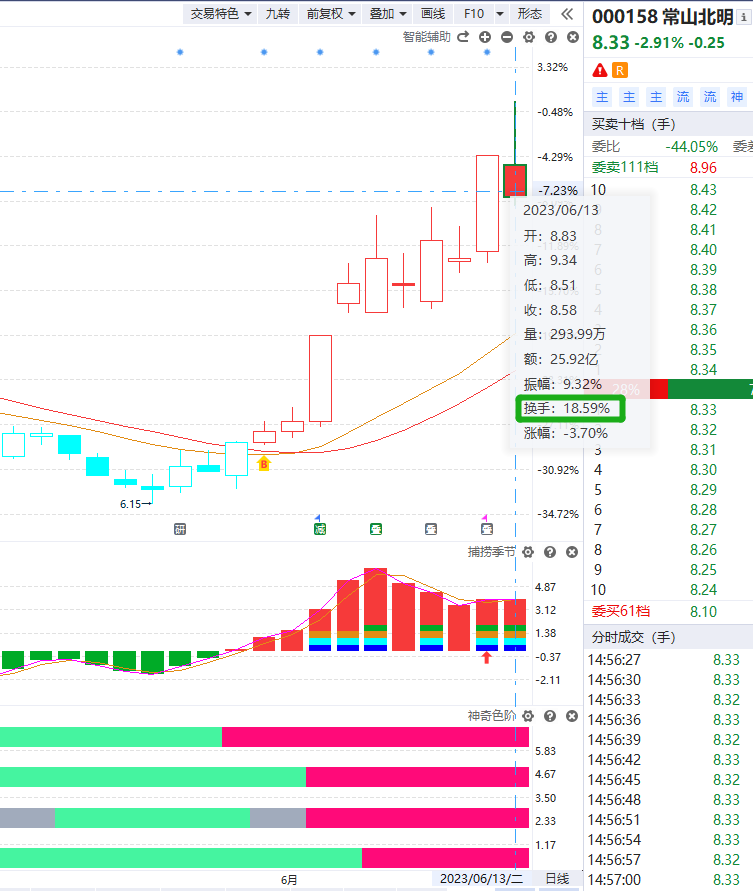 交易特色 九转 前复权 叠加 画线 F10 形态
000158 常山北明
8.33 -2.91% -0.25
智能辅助
R
主 主 主 流 流 神
买卖十档 (手)
委比 -44.05% 委差
委卖111档 8.96
3.32%
-0.48%
-4.29%
-7.23%
-30.92%
-34.72%
10 8.43
8.42
8.41
8.40
8.39
8.38
8.37
8.36
8.35
8.34
28%
2023/06/13
开: 8.83
高: 9.34
低: 8.51
收: 8.58
量: 293.99万
额: 25.92亿
振幅: 9.32%
换手: 18.59%
涨幅: -3.70%
8.33
8.32
3 8.31
4 8.30
5 8.29
6 8.28
7 8.27
8 8.26
9 8.25
10 8.24
委买61档 8.10
6.15
B
研 减
捕捞季节
4.87
3.12
1.38
-0.37
-2.11
神奇色阶
5.83
4.67
3.50
2.33
1.17
6月 2023/06/13/二 日线
分时成交 (手)
14:56:27 8.33
14:56:30 8.33
14:56:33 8.32
14:56:36 8.33
14:56:39 8.32
14:56:42 8.33
14:56:45 8.32
14:56:48 8.33
14:56:51 8.33
14:56:54 8.33
14:56:57 8.32
14:57:00 8.33